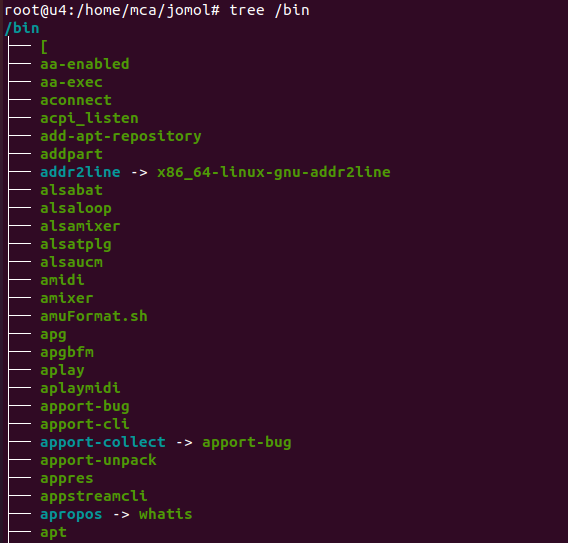 root@u4:/home/mca/jomol# tree /bin
/bin
├── [
├── aa-enabled
├── aa-exec
├── aconnect
├── acpi_listen
├── add-apt-repository
├── addpart
├── addr2line -> x86_64-linux-gnu-addr2line
├── alsabat
├── alsaloop
├── alsamixer
├── alsatplg
├── alsaucm
├── amidi
├── amixer
├── amuFormat.sh
├── apg
├── apgbfm
├── aplay
├── aplaymidi
├── apport-bug
├── apport-cli
├── apport-collect -> apport-bug
├── apport-unpack
├── appres
├── appstreamcli
├── apropos -> whatis
├── apt